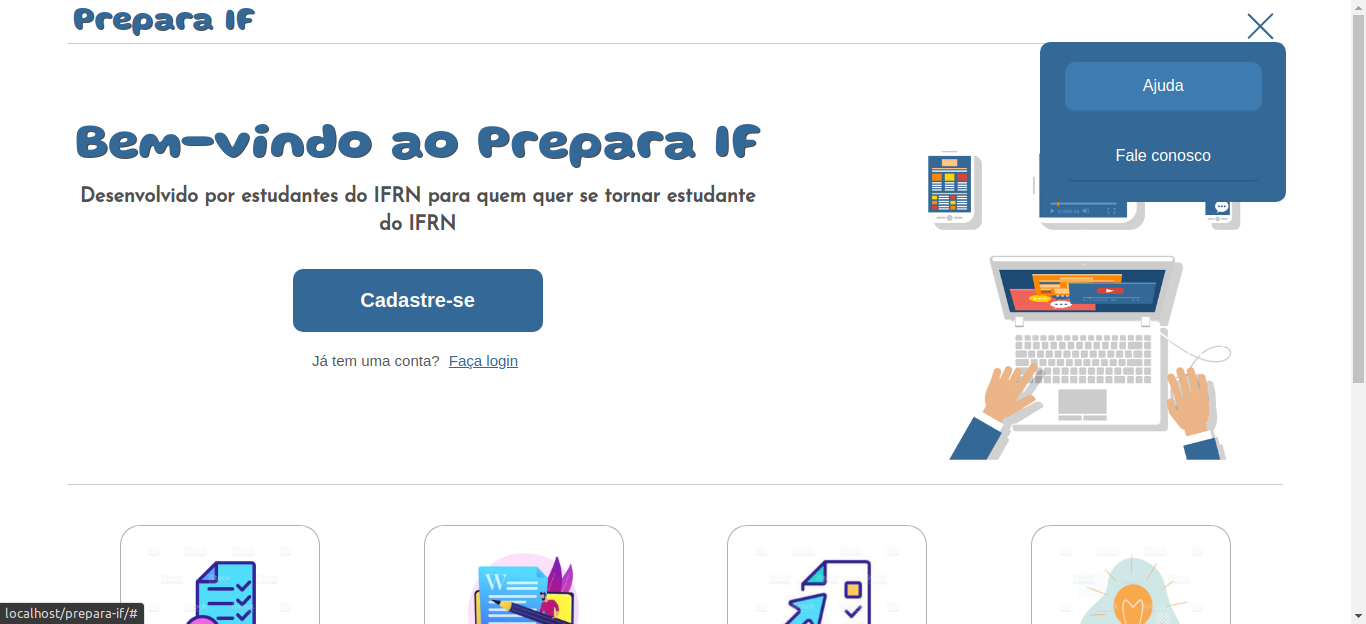 Prepara IF
Ajuda
Fale conosco
Bem-vindo ao Prepara IF
Desenvolvido por estudantes do IFRN para quem quer se tornar estudante
do IFRN
Cadastre-se
Já tem uma conta? Faça login
W
localhost/prepara-if/#